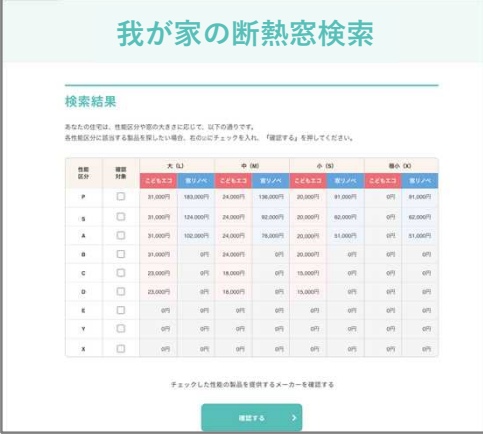 我が家の断熱窓検索
検索結果
あなたの住宅は、性能区分や窓の大きさに応じて、以下の通りです。
各性能区分に該当する製品を探したい場合、右の□にチェックを入れ、「確認する」を押してください。
性能区分 確認対象 大 (L) 中 (M) 小 (S) 極小 (X)
こどもエコ 窓リノベ こどもエコ 窓リノベ こどもエコ 窓リノベ こどもエコ 窓リノベ
P 31,000円 183,000円 24,000円 136,000円 20,000円 91,000円 0円 91,000円
S 31,000円 124,000円 24,000円 92,000円 20,000円 62,000円 0円 62,000円
A 31,000円 102,000円 24,000円 76,000円 20,000円 51,000円 0円 51,000円
B 31,000円 0円 24,000円 0円 20,000円 0円 0円 0円
C 23,000円 0円 18,000円 0円 15,000円 0円 0円 0円
D 23,000円 0円 18,000円 0円 15,000円 0円 0円 0円
E 0円 0円 0円 0円 0円 0円 0円 0円
Y 0円 0円 0円 0円 0円 0円 0円 0円
X 0円 0円 0円 0円 0円 0円 0円 0円
チェックした性能の製品を提供するメーカーを確認する
確認する